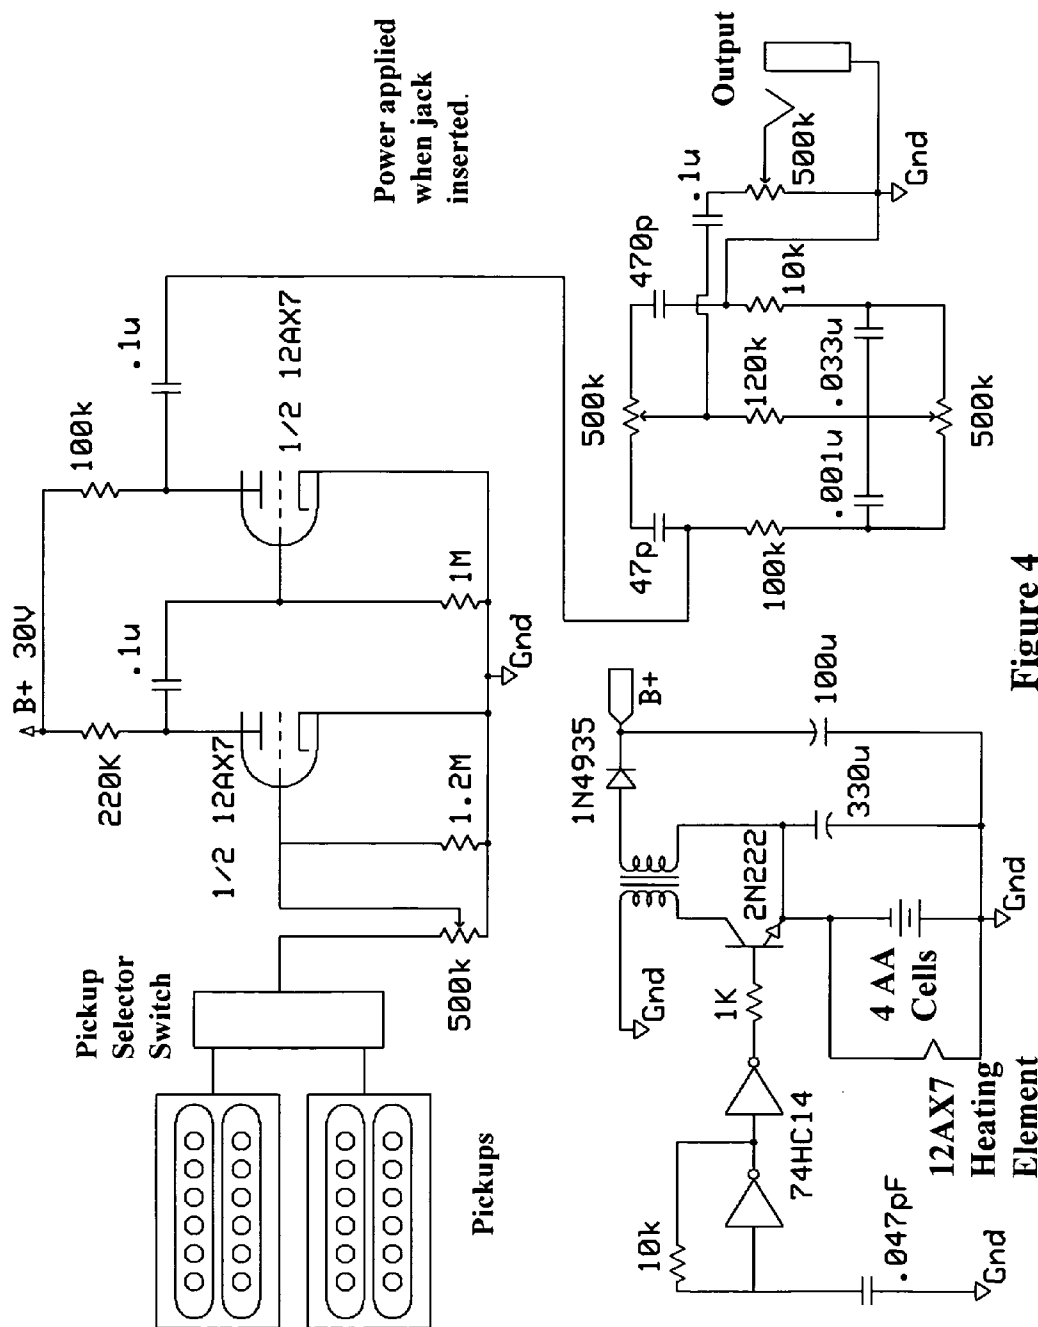 Pickups
Pickup
Selector
Switch
500k
1.2M
1/2 12AX7
220K
B+ 30V
.1u
1M
Gnd
100k
1/2 12AX7
.1u
Power applied
when jack
inserted.
10k
.047pF
Gnd
74HC14
1K
2N222
Gnd
1N4935
B+
330u
100u
4 AA
Cells
Gnd
12AX7
Heating
Element
47p
500k
470p
.1u
500k
Output
Gnd
100k
120k
10k
.001u
.033u
500k
Figure 4